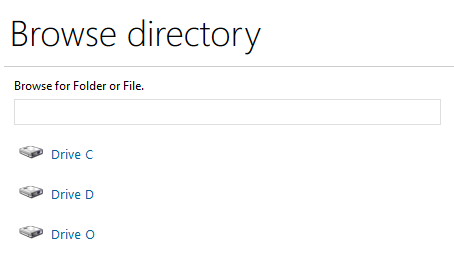 Browse directory
Browse for Folder or File.
Drive C
Drive D
Drive O